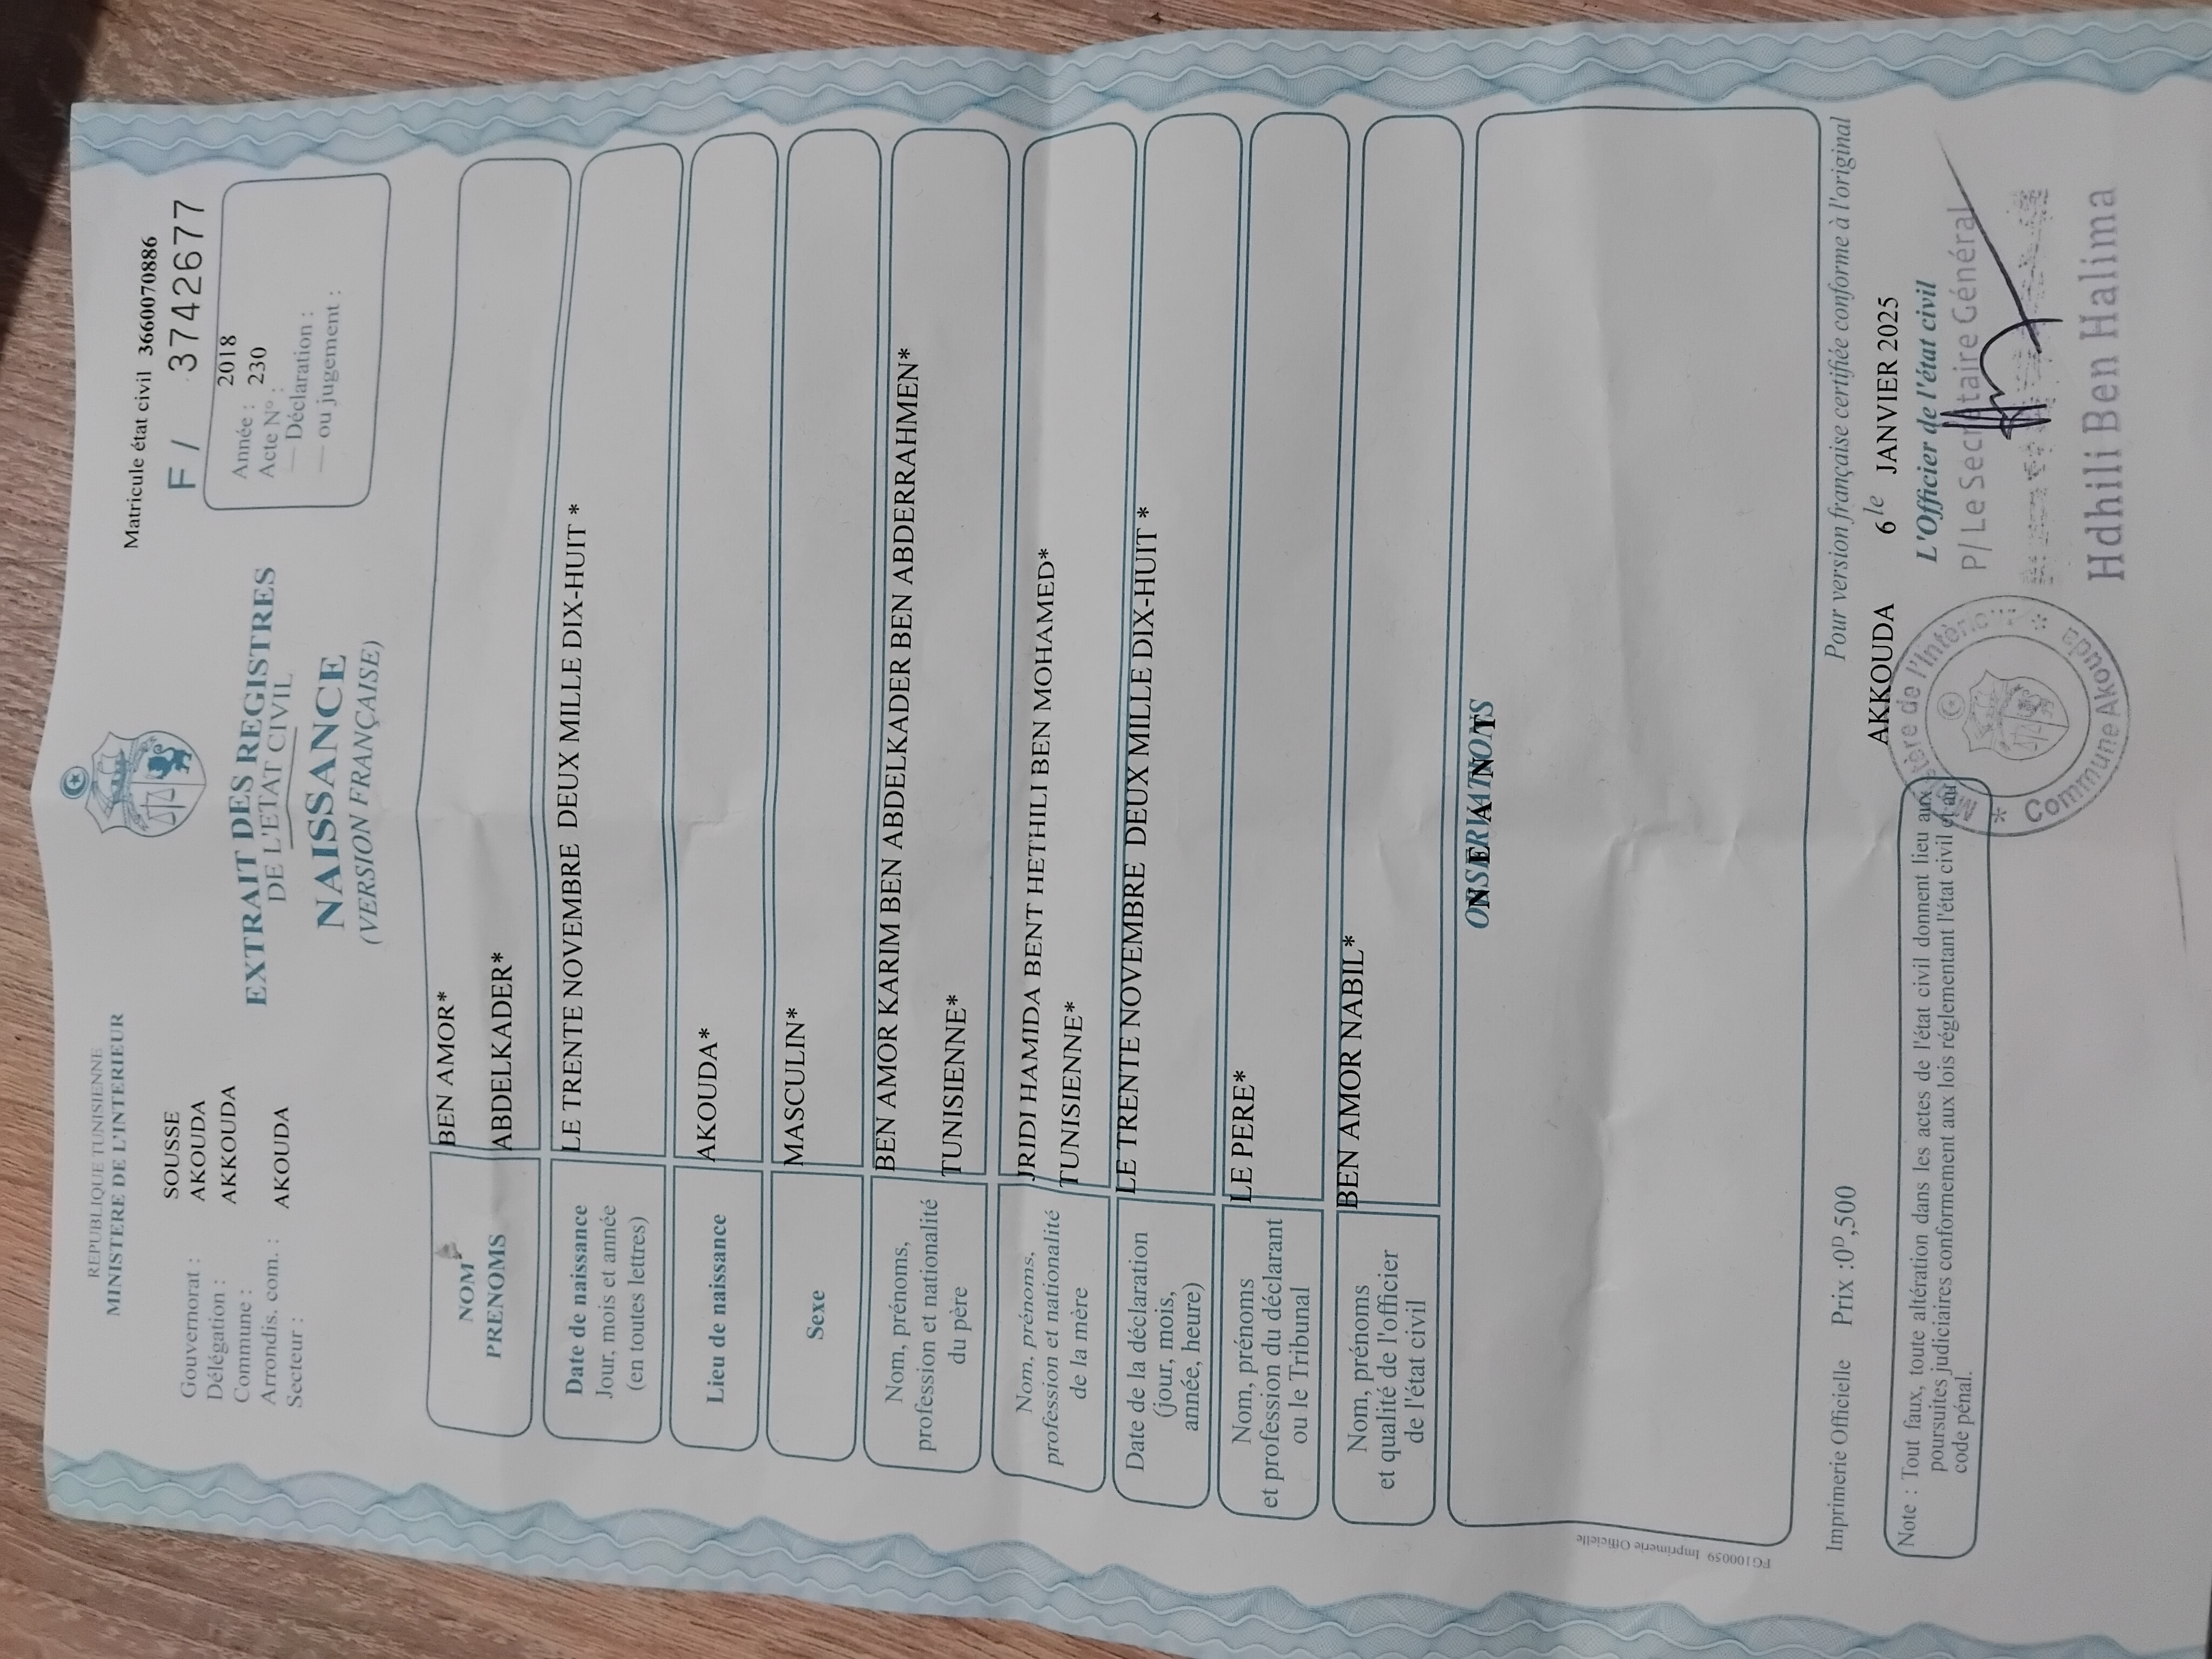 REPUBLIQUE TUNISIENNE
MINISTERE DE L'INTERIEUR
Gouvernorat : SOUSSE
Délégation : AKOUDA
Commune : AKKOUDA
Arrondis. com. :
Secteur : AKOUDA
EXTRAIT DES REGISTRES
DE L'ETAT CIVIL
NAISSANCE
(VERSION FRANÇAISE)
Matricule état civil 3660070886
F / 3742677
Année : 2018
Acte N° : 230
— Déclaration :
— ou jugement :
NOM BEN AMOR*
PRENOMS ABDELKADER*
Date de naissance
Jour, mois et année
(en toutes lettres)
LE TRENTE NOVEMBRE DEUX MILLE DIX-HUIT *
Lieu de naissance AKOUDA*
Sexe MASCULIN*
Nom, prénoms,
profession et nationalité
du père
BEN AMOR KARIM BEN ABDELKADER BEN ABDERRAHMEN*
TUNISIENNE*
Nom, prénoms,
profession et nationalité
de la mère
JRIDI HAMIDA BENT HETHILI BEN MOHAMED*
TUNISIENNE*
Date de la déclaration
(jour, mois,
année, heure)
LE TRENTE NOVEMBRE DEUX MILLE DIX-HUIT *
Nom, prénoms
et profession du déclarant
ou le Tribunal
LE PERE*
Nom, prénoms
et qualité de l'officier
de l'état civil
BEN AMOR NABIL*
OBSERVATIONS
NEANT
FG100059 Imprimerie Officielle
Imprimerie Officielle Prix :0D,500
Pour version française certifiée conforme à l'original
AKKOUDA 6 le JANVIER 2025
L'Officier de l'état civil
P/ Le Secrétaire Général
Hdhili Ben Halima
Ministère de l'Intérieur
* Commune Akouda *
Note : Tout faux, toute altération dans les actes de l'état civil donnent lieu aux
poursuites judiciaires conformement aux lois réglementant l'état civil et au
code pénal.